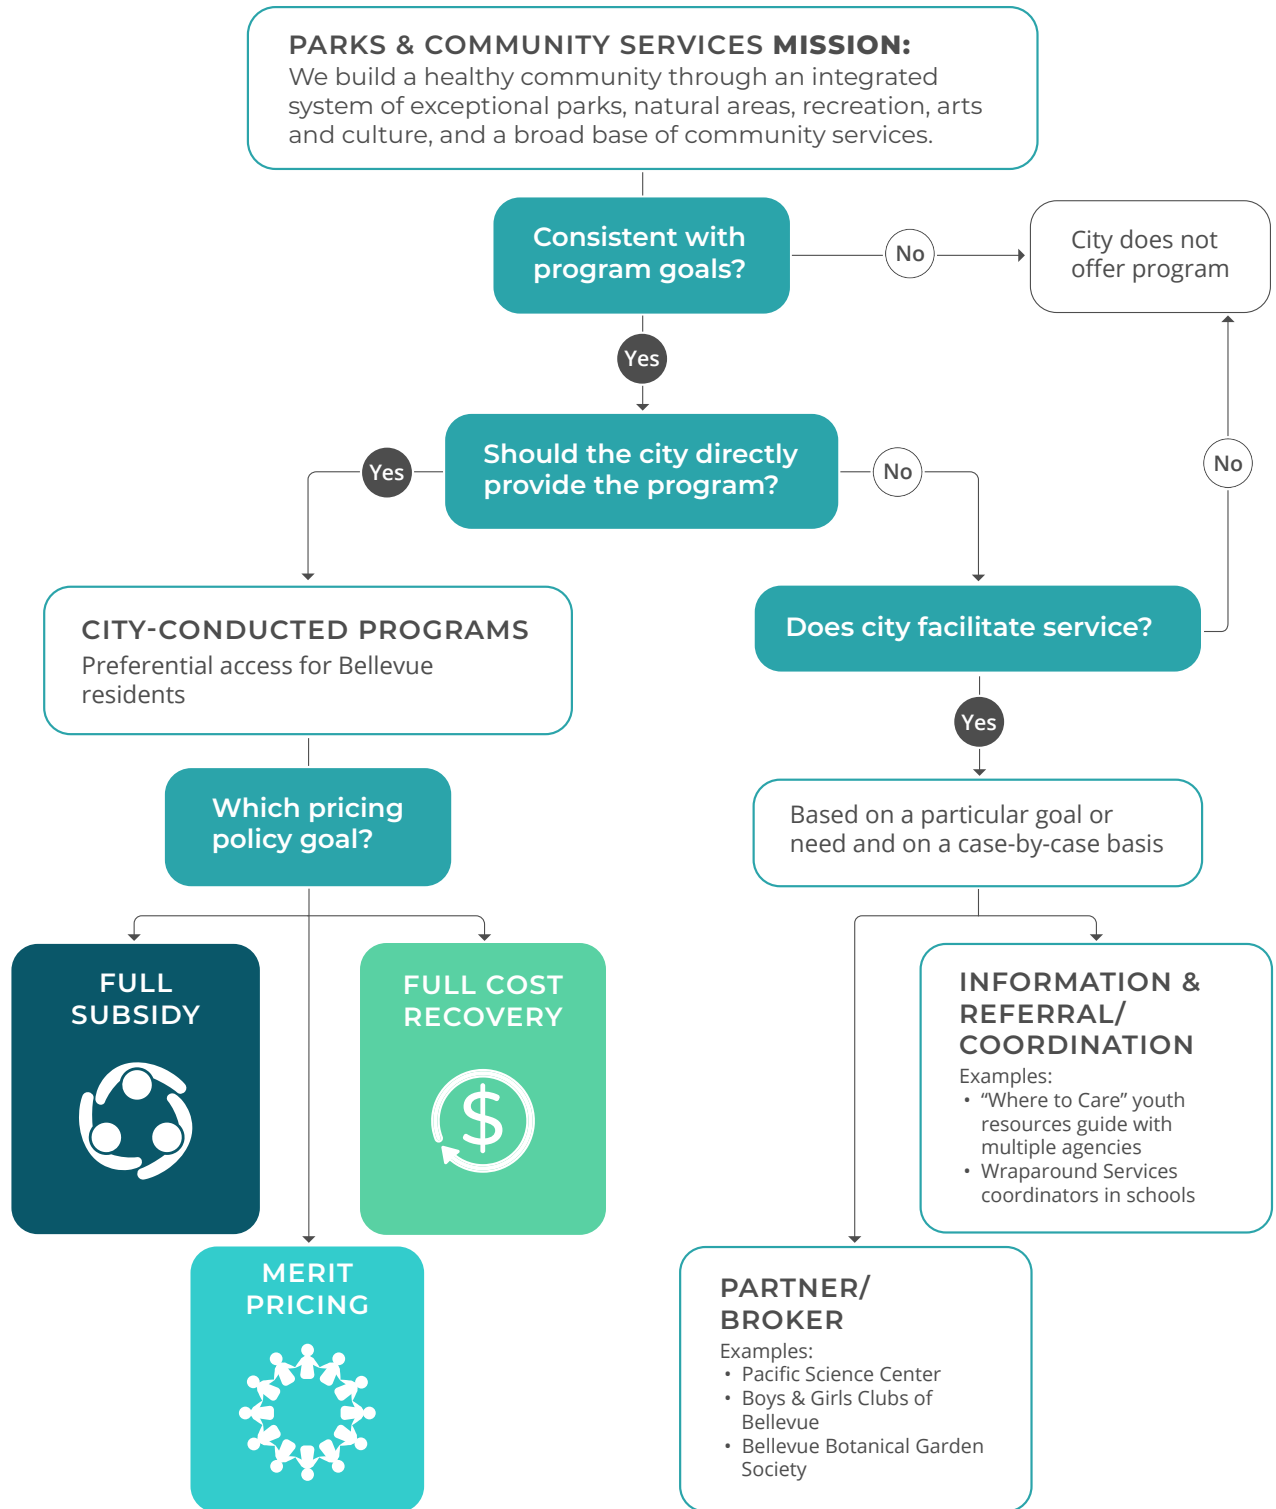 PARKS & COMMUNITY SERVICES MISSION:
We build a healthy community through an integrated
system of exceptional parks, natural areas, recreation, arts
and culture, and a broad base of community services.
Consistent with
program goals?
No
City does not
offer program
Yes
Should the city directly
provide the program?
Yes
No
No
CITY-CONDUCTED PROGRAMS
Preferential access for Bellevue
residents
Does city facilitate service?
Yes
Which pricing
policy goal?
Based on a particular goal or
need and on a case-by-case basis
FULL
SUBSIDY
FULL COST
RECOVERY
$
MERIT
PRICING
INFORMATION &
REFERRAL/
COORDINATION
Examples:
• “Where to Care” youth
resources guide with
multiple agencies
• Wraparound Services
coordinators in schools
PARTNER/
BROKER
Examples:
• Pacific Science Center
• Boys & Girls Clubs of
Bellevue
• Bellevue Botanical Garden
Society